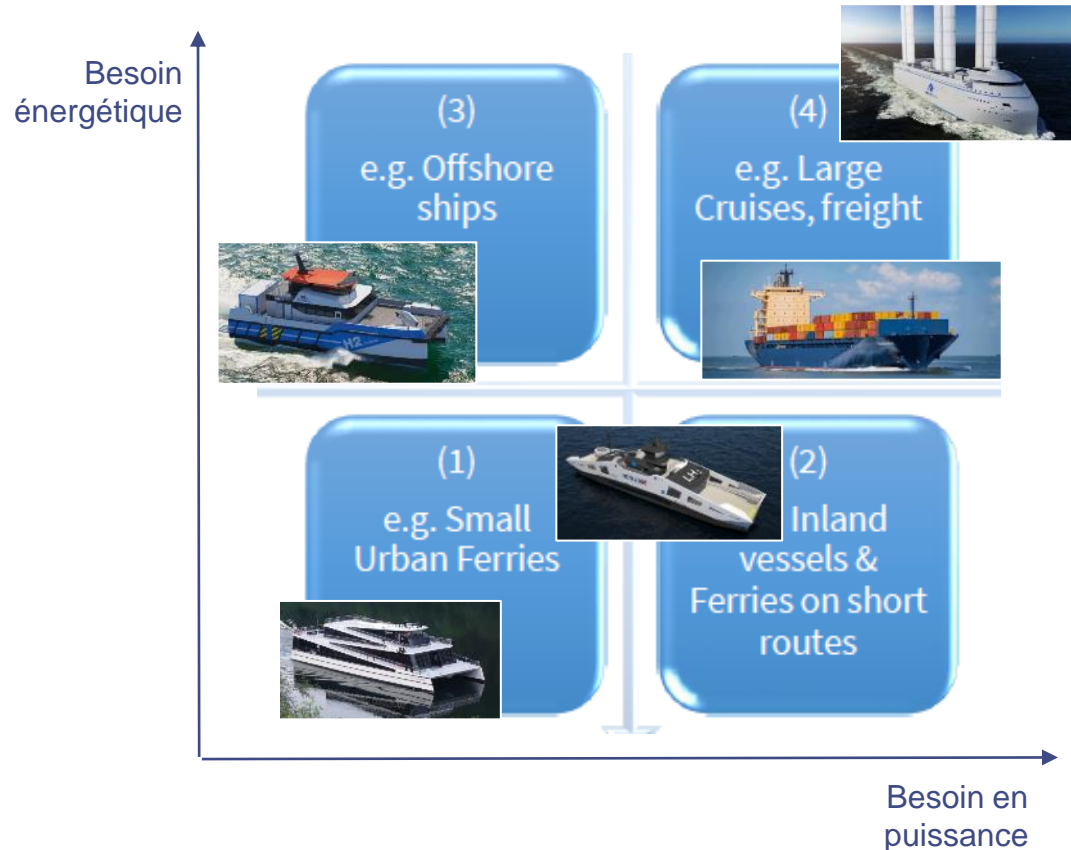 Besoin
énergétique
(3)
e.g. Offshore
ships
(4)
e.g. Large
Cruises, freight
H2
(1)
e.g. Small
Urban Ferries
(2)
Inland
vessels &
Ferries on short
routes
Besoin en
puissance